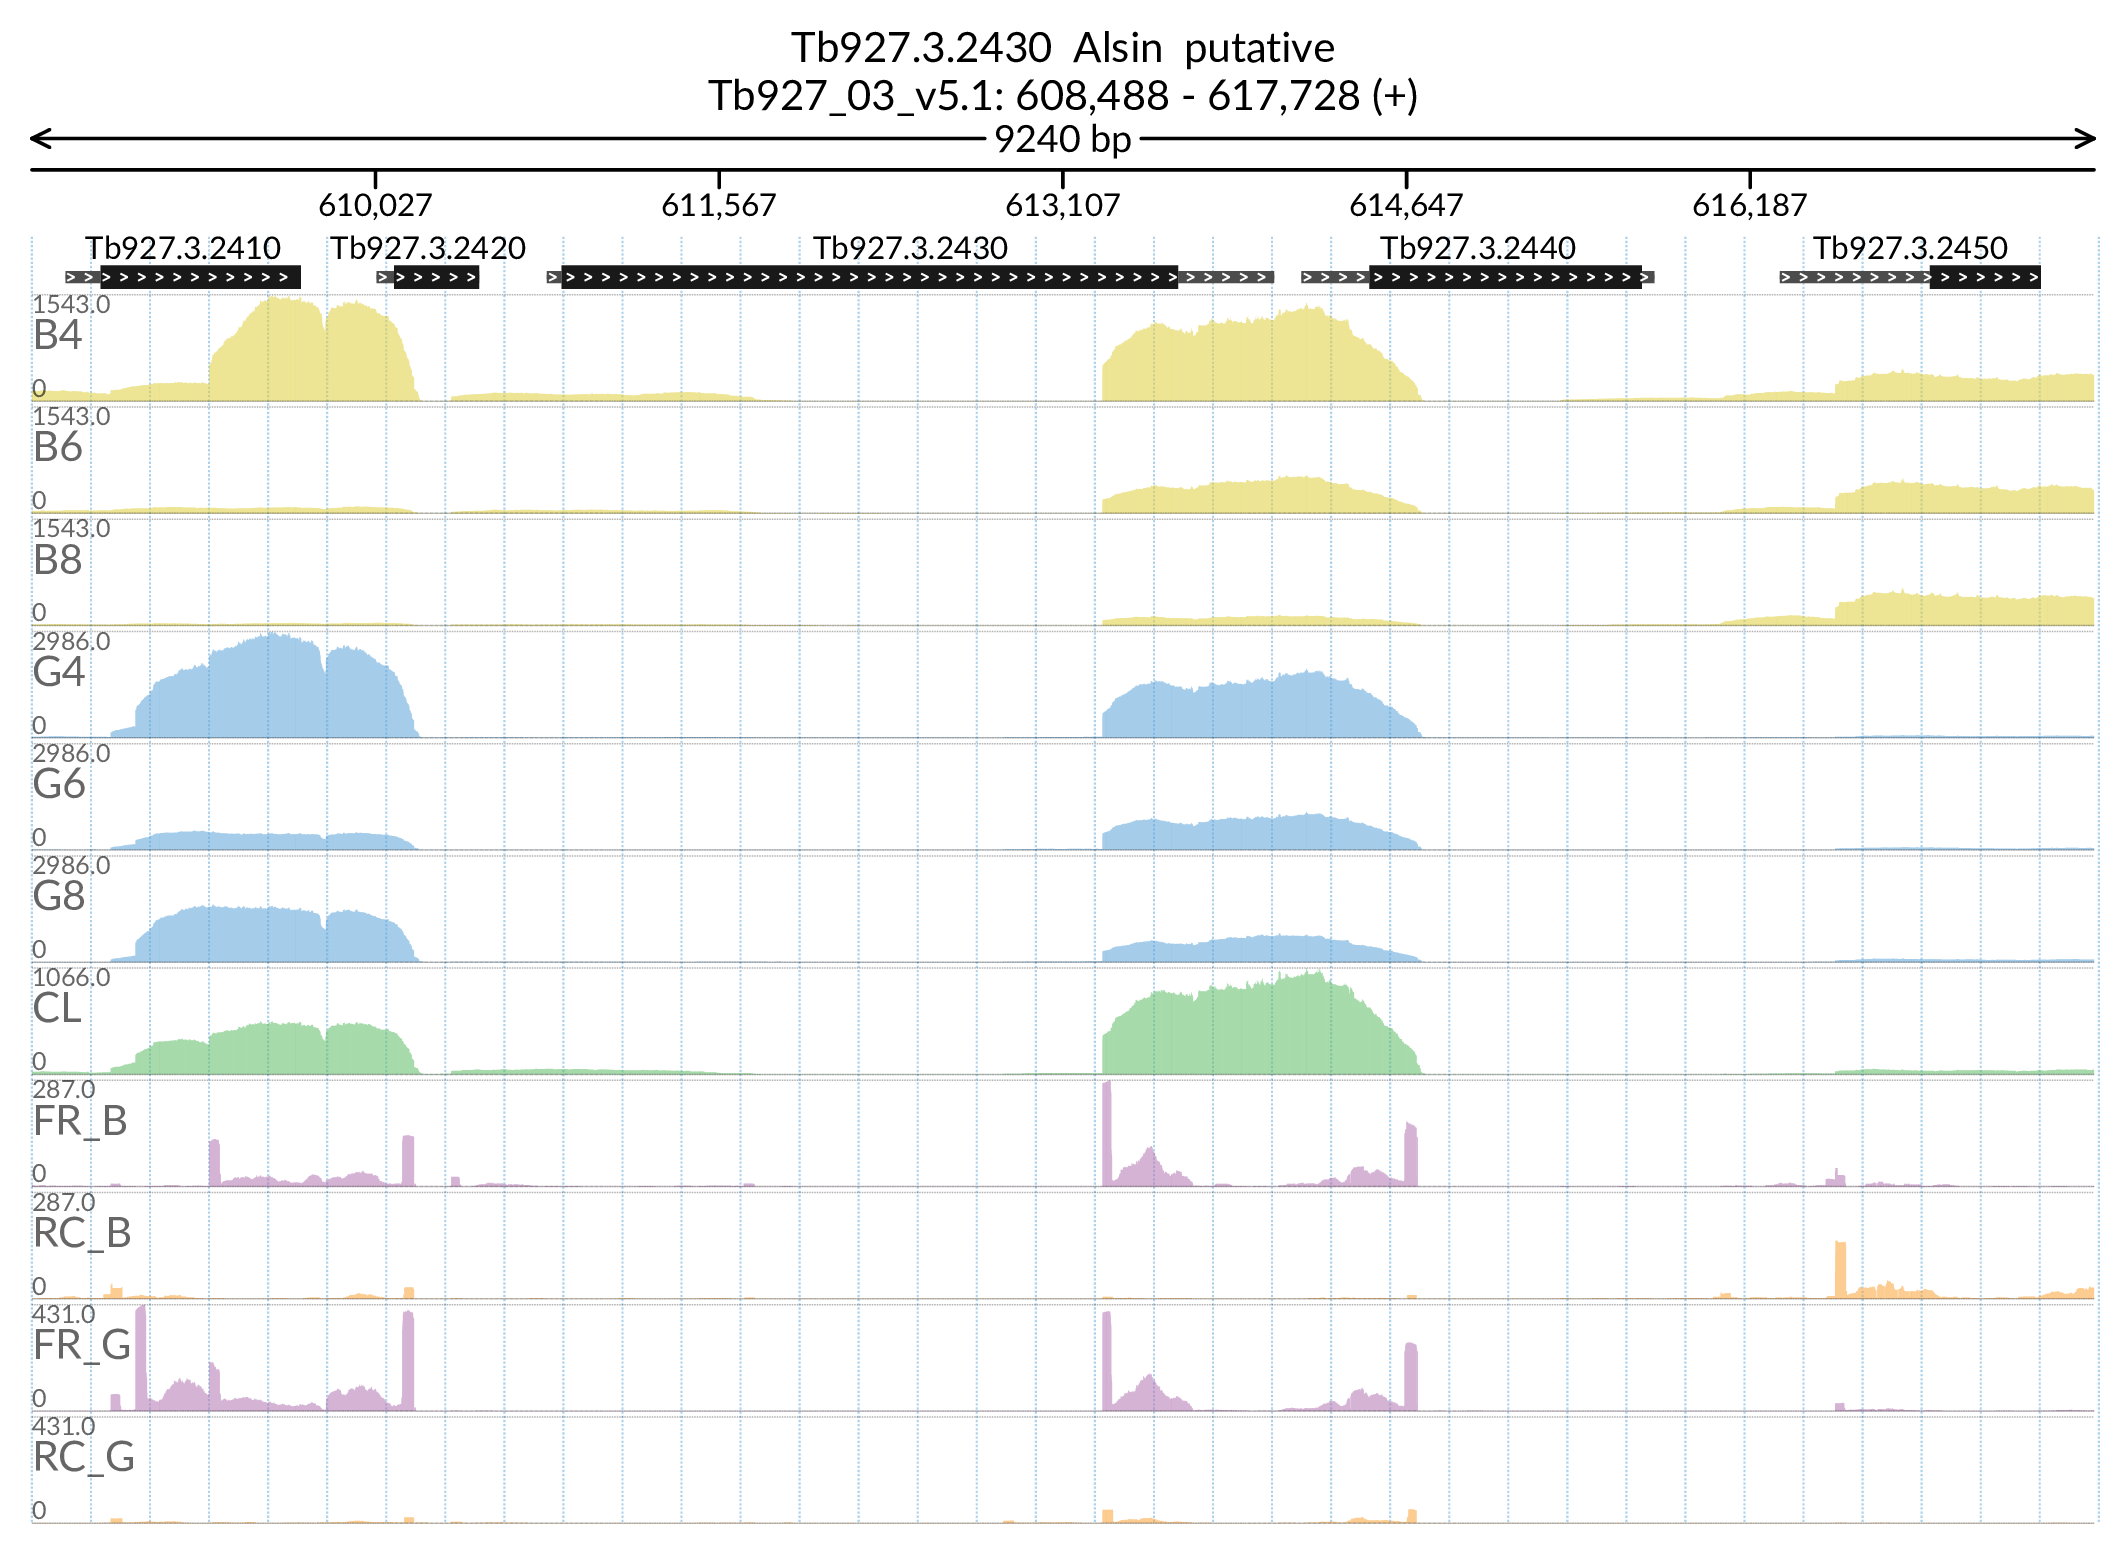 Tb927.3.2430 Alsin putative
Tb927_03_v5.1: 608,488 - 617,728 (+)
9240 bp
610,027 611,567 613,107 614,647 616,187
Tb927.3.2410 Tb927.3.2420 Tb927.3.2430 Tb927.3.2440 Tb927.3.2450
1543.0
B4
0
1543.0
B6
0
1543.0
B8
0
2986.0
G4
0
2986.0
G6
0
2986.0
G8
0
1066.0
CL
0
287.0
FR_B
0
287.0
RC_B
0
431.0
FR_G
0
431.0
RC_G
0